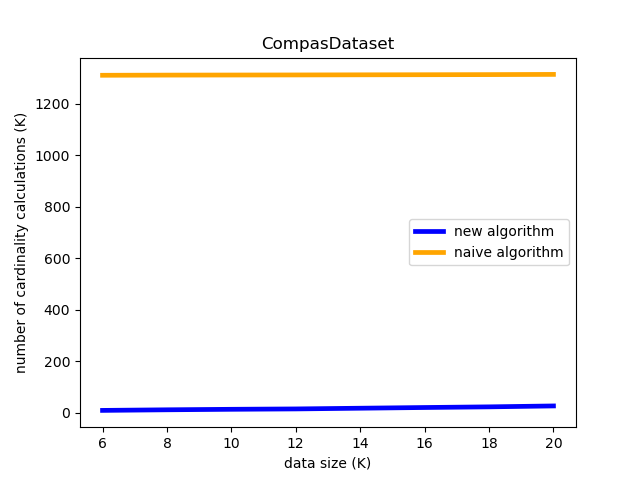 CompasDataset
number of cardinality calculations (K)
1200
1000
800
600
400
200
0
new algorithm
naive algorithm
6 8 10 12 14 16 18 20
data size (K)